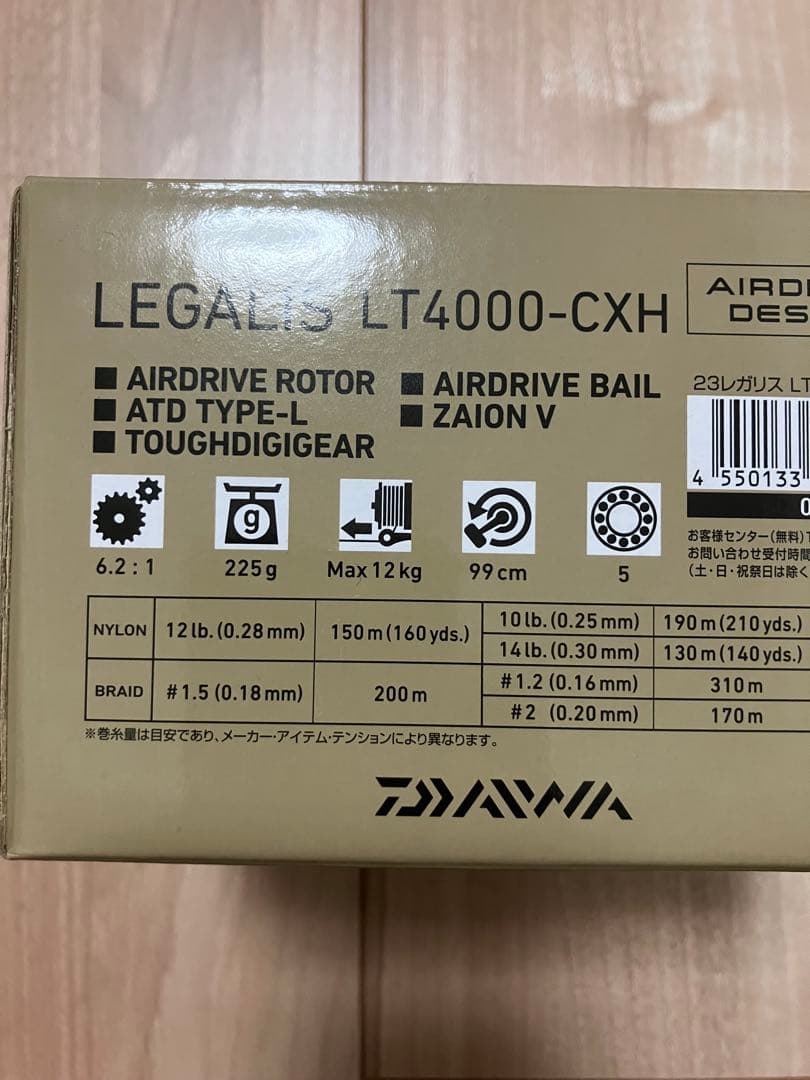 LEGALIS LT4000-CXH
AIRD
DES
■ AIRDRIVE ROTOR ■ AIRDRIVE BAIL
■ ATD TYPE-L ■ ZAION V
■ TOUGHDIGIGEAR
23レガリス LT
4 550133
0
お客様センター(無料)
お問い合わせ受付時間
(土・日・祝祭日は除く
g
6.2 : 1 225g Max 12kg 99cm 5
NYLON 12lb. (0.28mm) 150m (160yds.) 10lb. (0.25mm) 190m (210yds.)
14lb. (0.30mm) 130m (140yds.)
BRAID #1.5 (0.18mm) 200m #1.2 (0.16mm) 310m
#2 (0.20mm) 170m
※巻糸量は目安であり、メーカー・アイテム・テンションにより異なります。
DAIWA